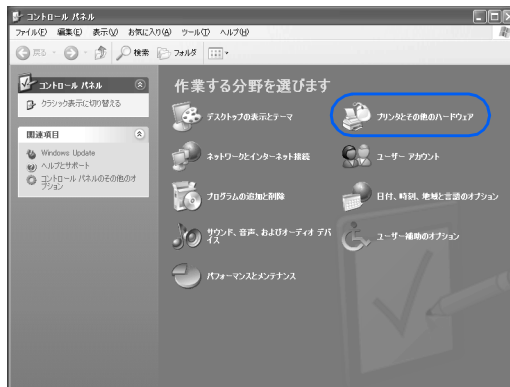 コントロール パネル
ファイル(F) 編集(E) 表示(V) お気に入り(A) ツール(T) ヘルプ(H)
戻る 検索 フォルダ
コントロール パネル
クラシック表示に切り替える
関連項目
Windows Update
ヘルプとサポート
コントロール パネルのその他のオ
プション
作業する分野を選びます
デスクトップの表示とテーマ
プリンタとその他のハードウェア
ネットワークとインターネット接続
ユーザー アカウント
プログラムの追加と削除
日付、時刻、地域と言語のオプション
サウンド、音声、およびオーディオ デバ
イス
ユーザー補助のオプション
パフォーマンスとメンテナンス